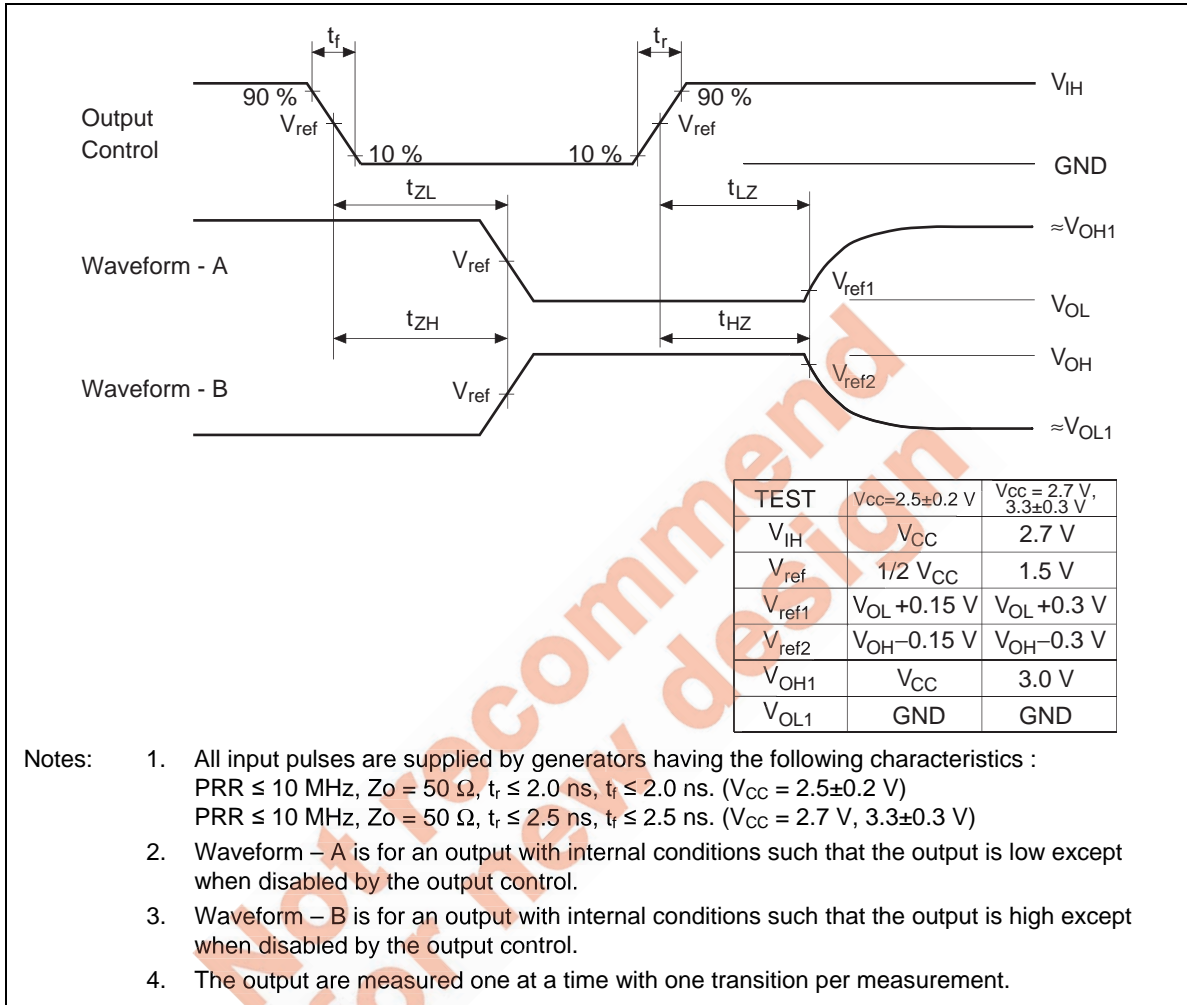 tf
tr
90 %
90 %
VIH
Output
Control
Vref
Vref
10 %
10 %
GND
tZL
tLZ
≈VOH1
Waveform - A
Vref
Vref1
VOL
tZH
tHZ
VOH
Waveform - B
Vref
Vref2
≈VOL1
TEST Vcc=2.5±0.2 V Vcc = 2.7 V,
3.3±0.3 V
VIH VCC 2.7 V
Vref 1/2 VCC 1.5 V
Vref1 VOL +0.15 V VOL +0.3 V
Vref2 VOH−0.15 V VOH−0.3 V
VOH1 VCC 3.0 V
VOL1 GND GND
Notes: 1. All input pulses are supplied by generators having the following characteristics :
PRR ≤ 10 MHz, Zo = 50 Ω, tr ≤ 2.0 ns, tf ≤ 2.0 ns. (VCC = 2.5±0.2 V)
PRR ≤ 10 MHz, Zo = 50 Ω, tr ≤ 2.5 ns, tf ≤ 2.5 ns. (VCC = 2.7 V, 3.3±0.3 V)
2. Waveform – A is for an output with internal conditions such that the output is low except
when disabled by the output control.
3. Waveform – B is for an output with internal conditions such that the output is high except
when disabled by the output control.
4. The output are measured one at a time with one transition per measurement.
Not recommend
for new design